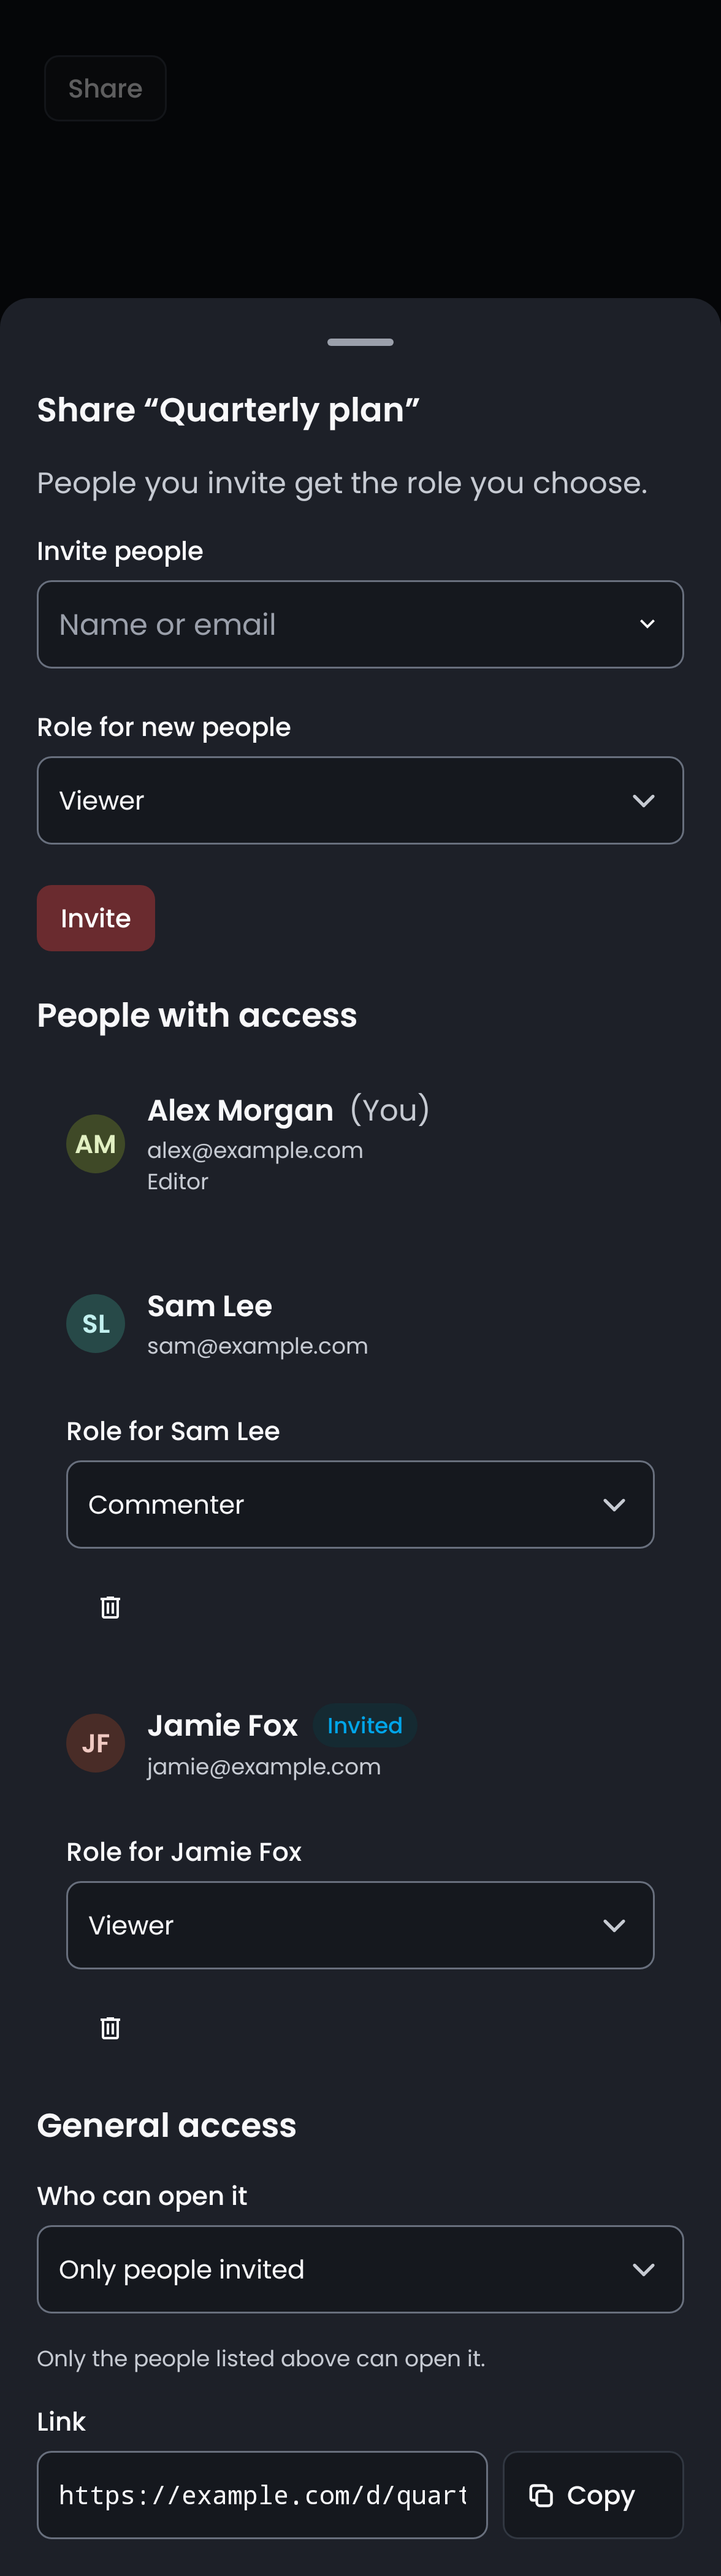 Share
Share “Quarterly plan”
People you invite get the role you choose.
Invite people
Name or email
Role for new people
Viewer
Invite
People with access
AM
Alex Morgan (You)
alex@example.com
Editor
SL
Sam Lee
sam@example.com
Role for Sam Lee
Commenter
JF
Jamie Fox Invited
jamie@example.com
Role for Jamie Fox
Viewer
General access
Who can open it
Only people invited
Only the people listed above can open it.
Link
https://example.com/d/quart
Copy